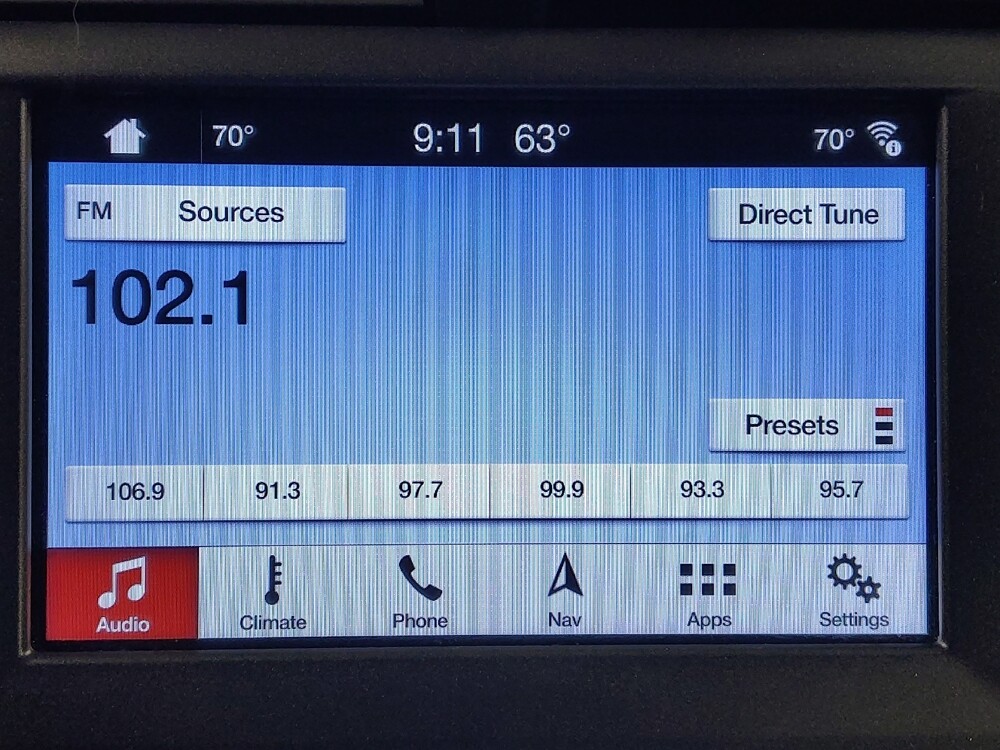 70° 9:11 63° 70°
FM Sources Direct Tune
102.1
Presets
106.9 91.3 97.7 99.9 93.3 95.7
Audio Climate Phone Nav Apps Settings